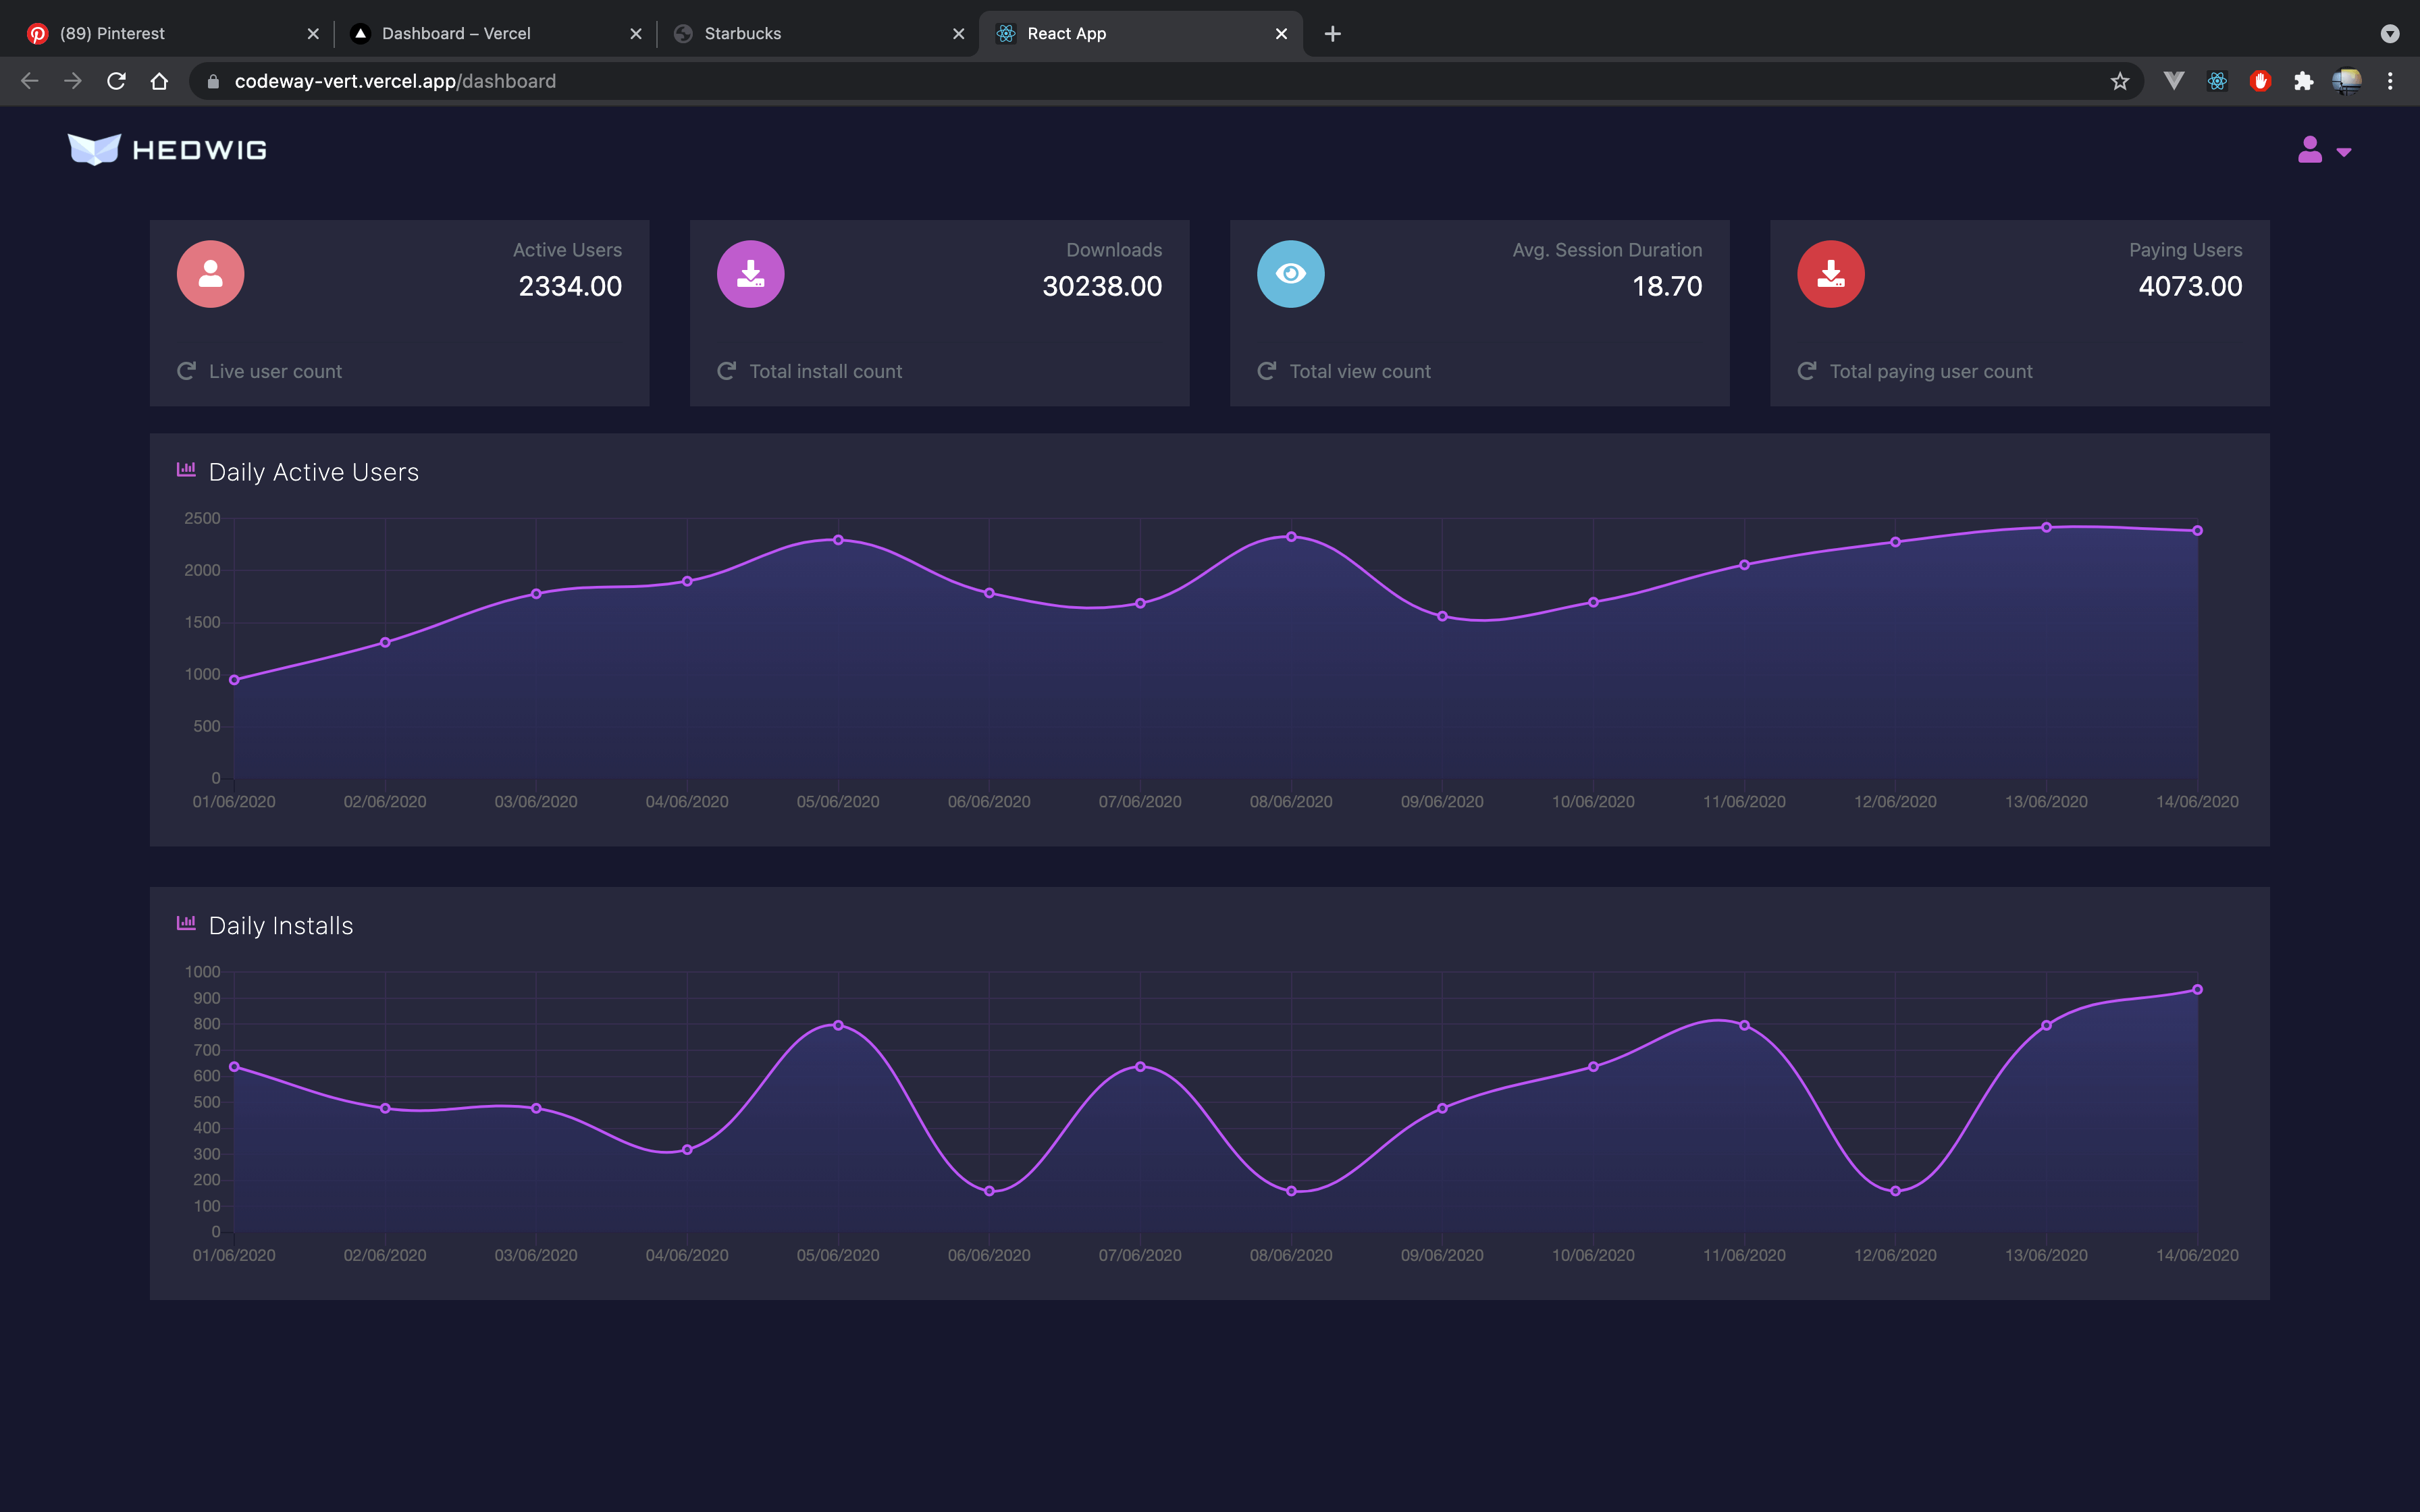 (89) Pinterest
Dashboard – Vercel
Starbucks
React App
codeway-vert.vercel.app/dashboard
HEDWIG
Active Users
2334.00
Live user count
Downloads
30238.00
Total install count
Avg. Session Duration
18.70
Total view count
Paying Users
4073.00
Total paying user count
Daily Active Users
2500
2000
1500
1000
500
0
01/06/2020 02/06/2020 03/06/2020 04/06/2020 05/06/2020 06/06/2020 07/06/2020 08/06/2020 09/06/2020 10/06/2020 11/06/2020 12/06/2020 13/06/2020 14/06/2020
Daily Installs
1000
900
800
700
600
500
400
300
200
100
0
01/06/2020 02/06/2020 03/06/2020 04/06/2020 05/06/2020 06/06/2020 07/06/2020 08/06/2020 09/06/2020 10/06/2020 11/06/2020 12/06/2020 13/06/2020 14/06/2020